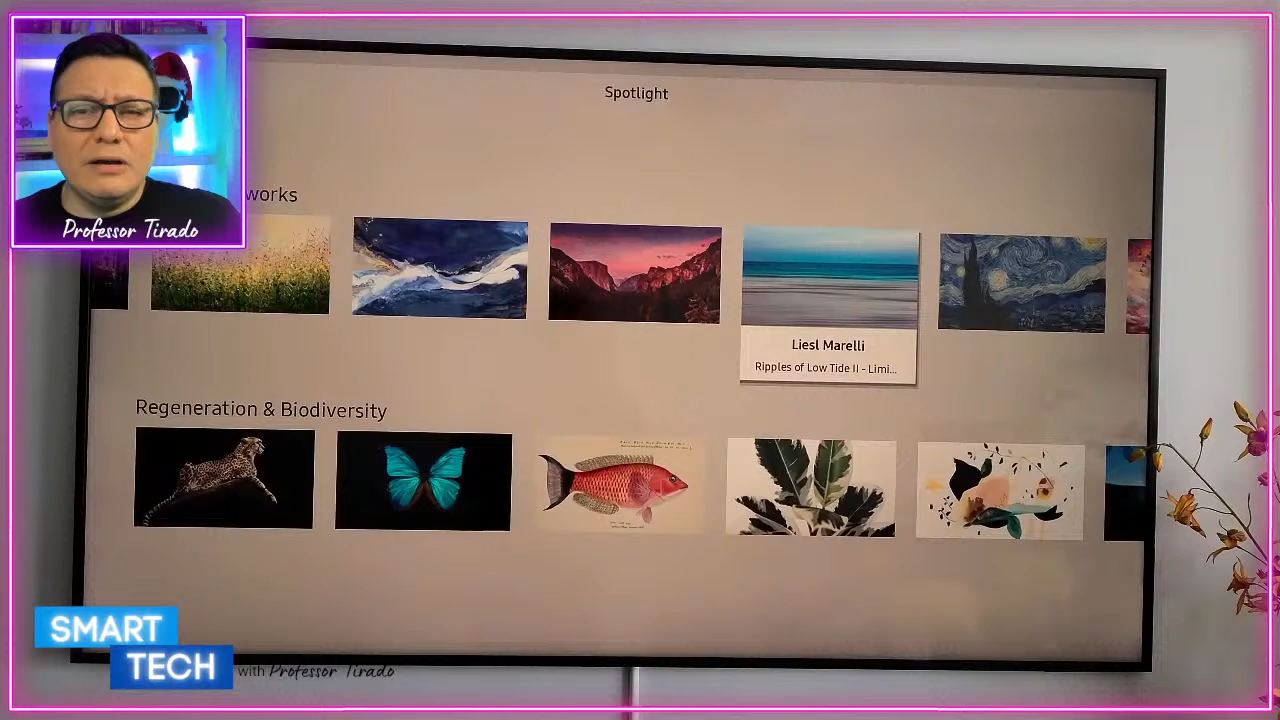 Professor Tirado
Spotlight
works
Liesl Marelli
Ripples of Low Tide II - Limi...
Regeneration & Biodiversity
SMART
TECH
with Professor Tirado